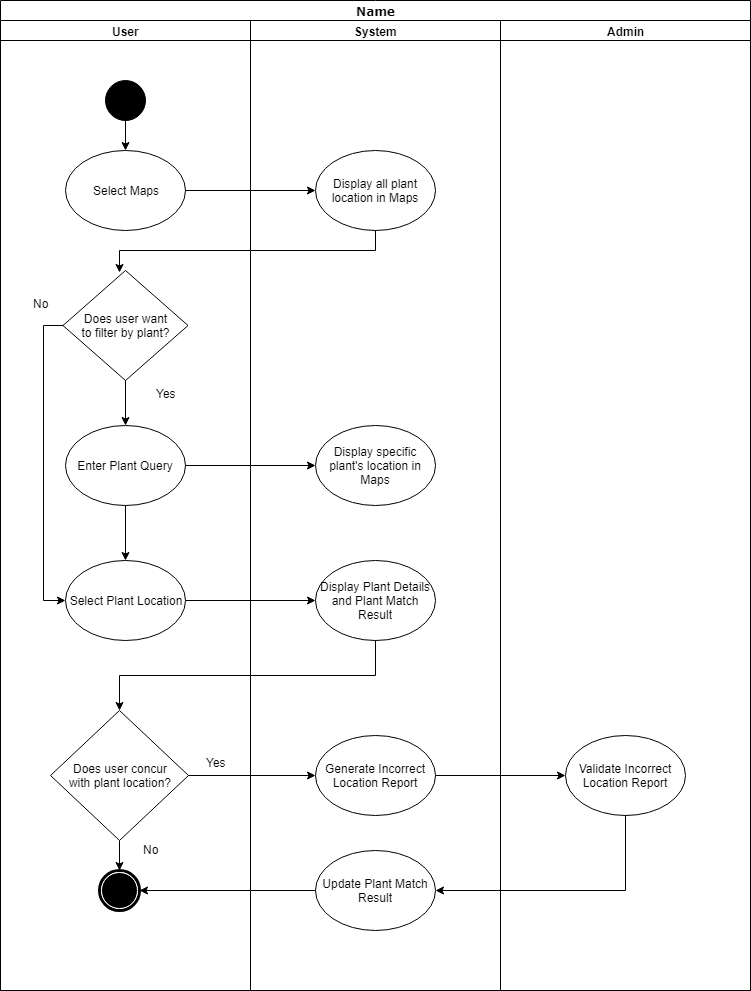 Name
User
System
Admin
Select Maps
Display all plant
location in Maps
No
Does user want
to filter by plant?
Yes
Enter Plant Query
Display specific
plant's location in
Maps
Select Plant Location
Display Plant Details
and Plant Match
Result
Does user concur
with plant location?
Yes
Generate Incorrect
Location Report
Validate Incorrect
Location Report
No
Update Plant Match
Result